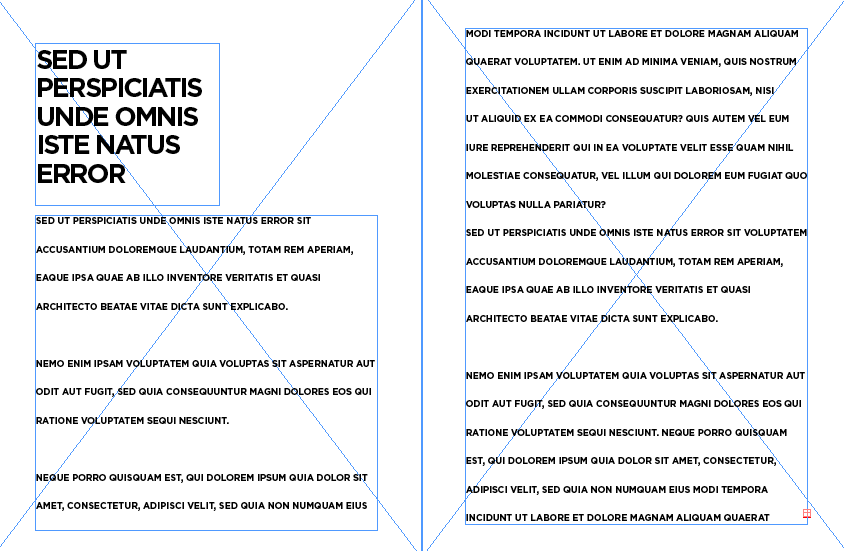 SED UT
PERSPICIATIS
UNDE OMNIS
ISTE NATUS
ERROR
SED UT PERSPICIATIS UNDE OMNIS ISTE NATUS ERROR SIT
ACCUSANTIUM DOLOREMQUE LAUDANTIUM, TOTAM REM APERIAM,
EAQUE IPSA QUAE AB ILLO INVENTORE VERITATIS ET QUASI
ARCHITECTO BEATAE VITAE DICTA SUNT EXPLICABO.
NEMO ENIM IPSAM VOLUPTATEM QUIA VOLUPTAS SIT ASPERNATUR AUT
ODIT AUT FUGIT, SED QUIA CONSEQUUNTUR MAGNI DOLORES EOS QUI
RATIONE VOLUPTATEM SEQUI NESCIUNT.
NEQUE PORRO QUISQUAM EST, QUI DOLOREM IPSUM QUIA DOLOR SIT
AMET, CONSECTETUR, ADIPISCI VELIT, SED QUIA NON NUMQUAM EIUS
MODI TEMPORA INCIDUNT UT LABORE ET DOLORE MAGNAM ALIQUAM
QUAERAT VOLUPTATEM. UT ENIM AD MINIMA VENIAM, QUIS NOSTRUM
EXERCITATIONEM ULLAM CORPORIS SUSCIPIT LABORIOSAM, NISI
UT ALIQUID EX EA COMMODI CONSEQUATUR? QUIS AUTEM VEL EUM
IURE REPREHENDERIT QUI IN EA VOLUPTATE VELIT ESSE QUAM NIHIL
MOLESTIAE CONSEQUATUR, VEL ILLUM QUI DOLOREM EUM FUGIAT QUO
VOLUPTAS NULLA PARIATUR?
SED UT PERSPICIATIS UNDE OMNIS ISTE NATUS ERROR SIT VOLUPTATEM
ACCUSANTIUM DOLOREMQUE LAUDANTIUM, TOTAM REM APERIAM,
EAQUE IPSA QUAE AB ILLO INVENTORE VERITATIS ET QUASI
ARCHITECTO BEATAE VITAE DICTA SUNT EXPLICABO.
NEMO ENIM IPSAM VOLUPTATEM QUIA VOLUPTAS SIT ASPERNATUR AUT
ODIT AUT FUGIT, SED QUIA CONSEQUUNTUR MAGNI DOLORES EOS QUI
RATIONE VOLUPTATEM SEQUI NESCIUNT. NEQUE PORRO QUISQUAM
EST, QUI DOLOREM IPSUM QUIA DOLOR SIT AMET, CONSECTETUR,
ADIPISCI VELIT, SED QUIA NON NUMQUAM EIUS MODI TEMPORA
INCIDUNT UT LABORE ET DOLORE MAGNAM ALIQUAM QUAERAT